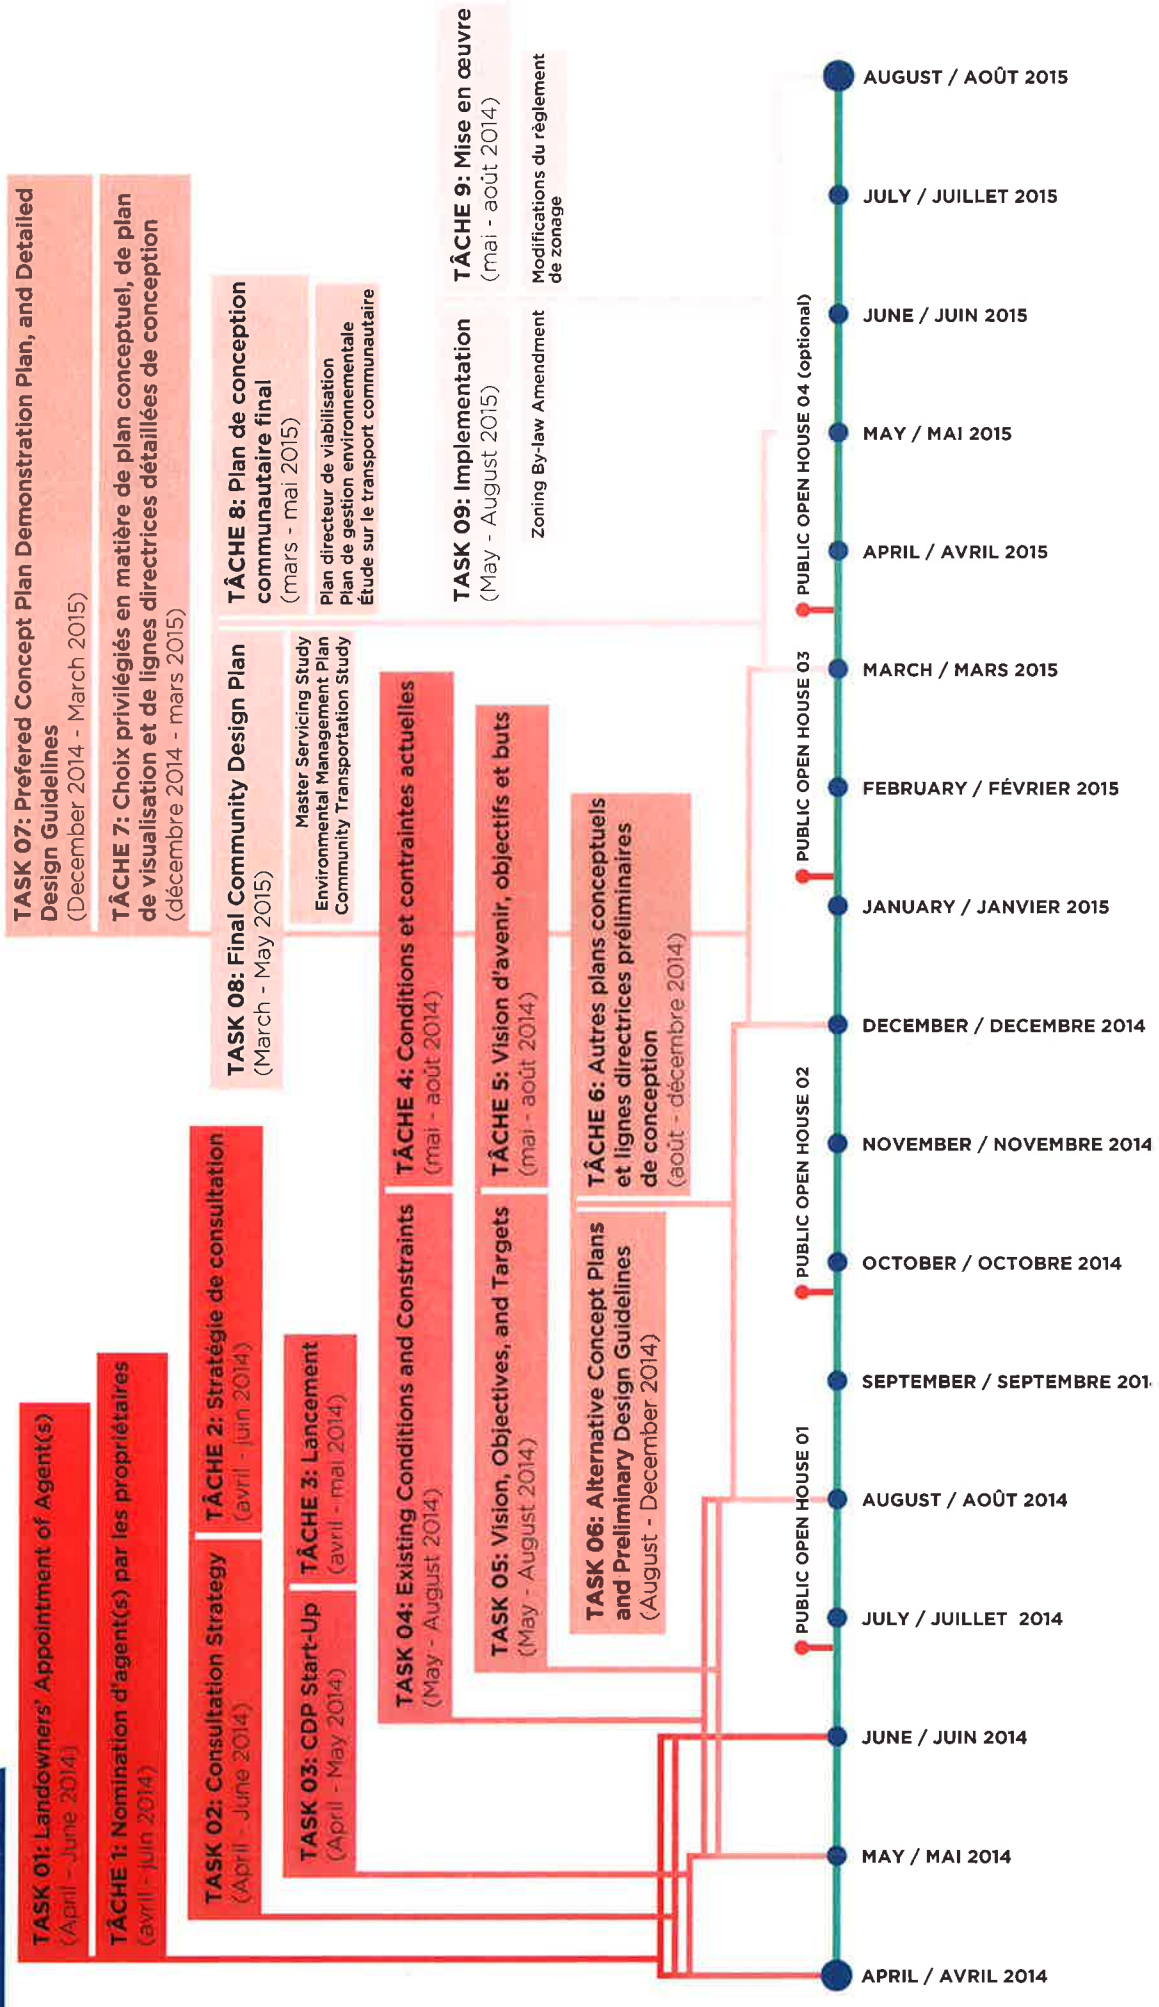 TASK 01: Landowners' Appointment of Agent(s)
(April - June 2014)
TÂCHE 1: Nomination d'agent(s) par les propriétaires
(avril - juin 2014)
TASK 02: Consultation Strategy
(April - June 2014)
TÂCHE 2: Stratégie de consultation
(avril - juin 2014)
TASK 03: CDP Start-Up
(April - May 2014)
TÂCHE 3: Lancement
(avril - mai 2014)
TASK 04: Existing Conditions and Constraints
(May - August 2014)
TÂCHE 4: Conditions et contraintes actuelles
(mai - août 2014)
TASK 05: Vision, Objectives, and Targets
(May - August 2014)
TÂCHE 5: Vision d'avenir, objectifs et buts
(mai - août 2014)
TASK 06: Alternative Concept Plans
and Preliminary Design Guidelines
(August - December 2014)
TÂCHE 6: Autres plans conceptuels
et lignes directrices préliminaires
de conception
(août - décembre 2014)
TASK 07: Prefered Concept Plan Demonstration Plan, and Detailed
Design Guidelines
(December 2014 - March 2015)
TÂCHE 7: Choix privilégiés en matière de plan conceptuel, de plan
de visualisation et de lignes directrices détaillées de conception
(décembre 2014 - mars 2015)
TASK 08: Final Community Design Plan
(March - May 2015)
Master Servicing Study
Environmental Management Plan
Community Transportation Study
TÂCHE 8: Plan de conception
communautaire final
(mars - mai 2015)
Plan directeur de viabilisation
Plan de gestion environnementale
Étude sur le transport communautaire
TASK 09: Implementation
(May - August 2015)
Zoning By-law Amendment
TÂCHE 9: Mise en œuvre
(mai - août 2014)
Modifications du règlement
de zonage
PUBLIC OPEN HOUSE 01
PUBLIC OPEN HOUSE 02
PUBLIC OPEN HOUSE 03
PUBLIC OPEN HOUSE 04 (optional)
APRIL / AVRIL 2014
MAY / MAI 2014
JUNE / JUIN 2014
JULY / JUILLET 2014
AUGUST / AOÛT 2014
SEPTEMBER / SEPTEMBRE 201
OCTOBER / OCTOBRE 2014
NOVEMBER / NOVEMBRE 2014
DECEMBER / DECEMBRE 2014
JANUARY / JANVIER 2015
FEBRUARY / FÉVRIER 2015
MARCH / MARS 2015
APRIL / AVRIL 2015
MAY / MAI 2015
JUNE / JUIN 2015
JULY / JUILLET 2015
AUGUST / AOÛT 2015